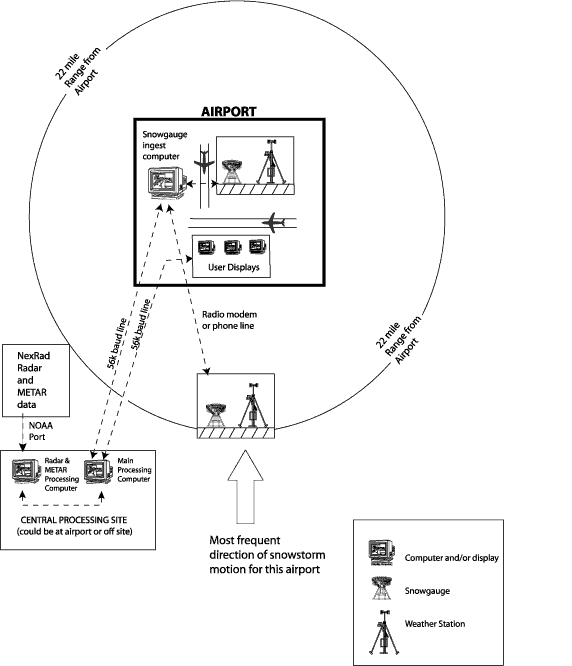 22 mile
Range from
Airport
AIRPORT
Snowgauge
ingest
computer
User Displays
56k baud line
56k baud line
Radio modem
or phone line
22 mile
Range from
Airport
NexRad
Radar
and
METAR
data
NOAA
Port
Radar &
METAR
Processing
Computer
Main
Processing
Computer
CENTRAL PROCESSING SITE
(could be at airport or off site)
Most frequent
direction of snowstorm
motion for this airport
Computer and/or display
Snowgauge
Weather Station